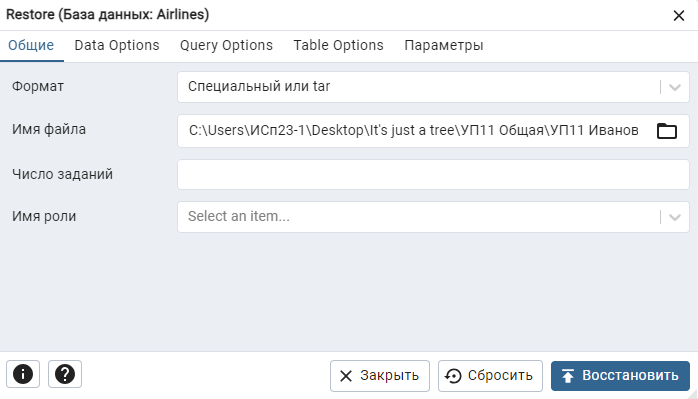 Restore (База данных: Airlines)
Общие Data Options Query Options Table Options Параметры
Формат Специальный или tar
Имя файла C:\Users\ИСп23-1\Desktop\It's just a tree\УП11 Общая\УП11 Иванов
Число заданий
Имя роли Select an item...
Закрыть Сбросить Восстановить